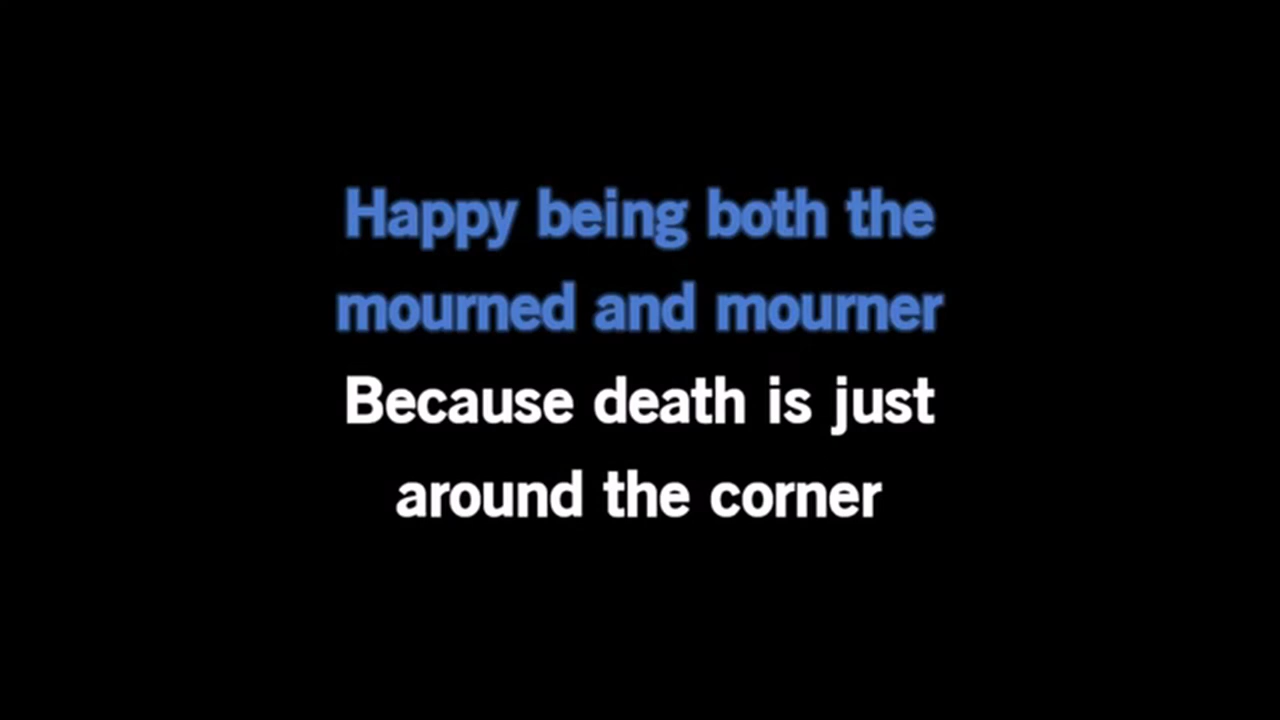 Happy being both the
mourned and mourner
Because death is just
around the corner